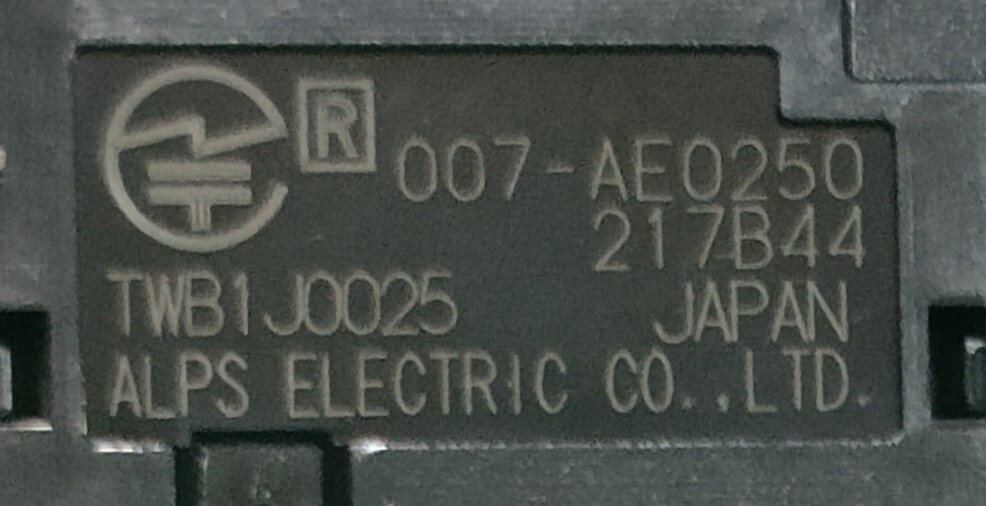 R 007-AE0250
217B44
TWB1J0025 JAPAN
ALPS ELECTRIC CO.,LTD.